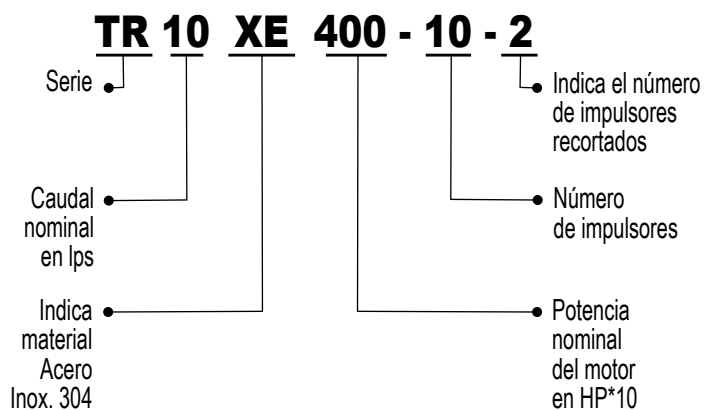 TR 10 XE 400 - 10 - 2
Serie
Caudal
nominal
en lps
Indica
material
Acero
Inox. 304
Indica el número
de impulsores
recortados
Número
de impulsores
Potencia
nominal
del motor
en HP*10